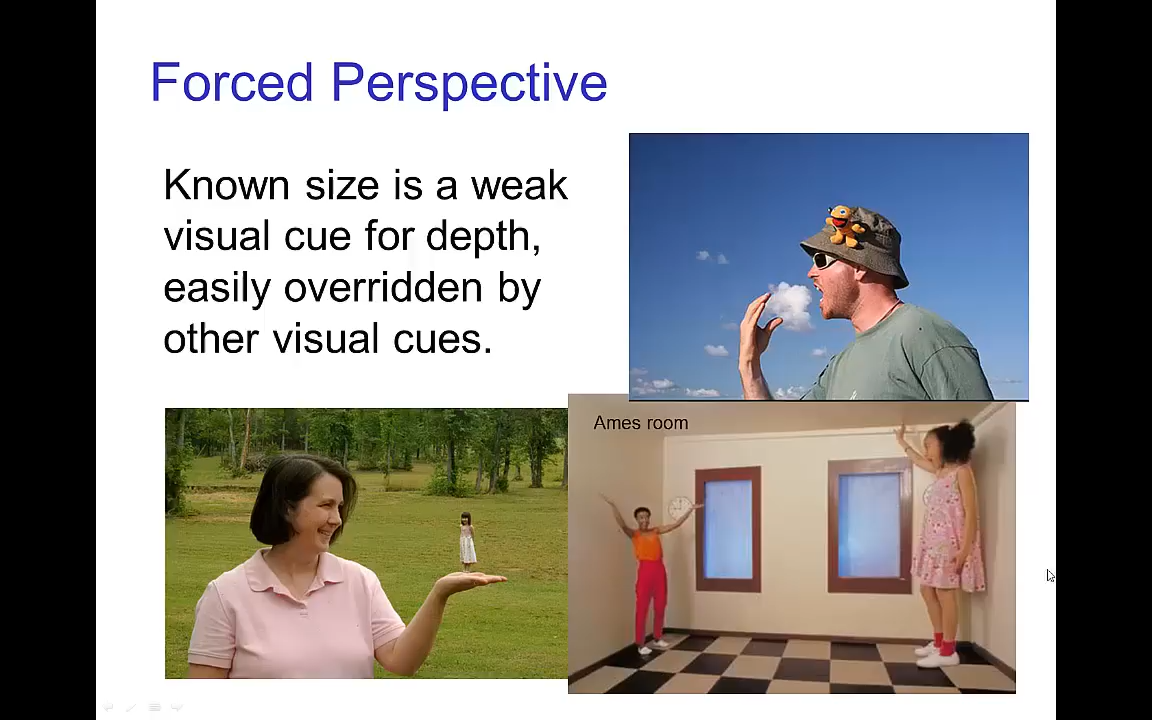 Forced Perspective
Known size is a weak
visual cue for depth,
easily overridden by
other visual cues.
Ames room